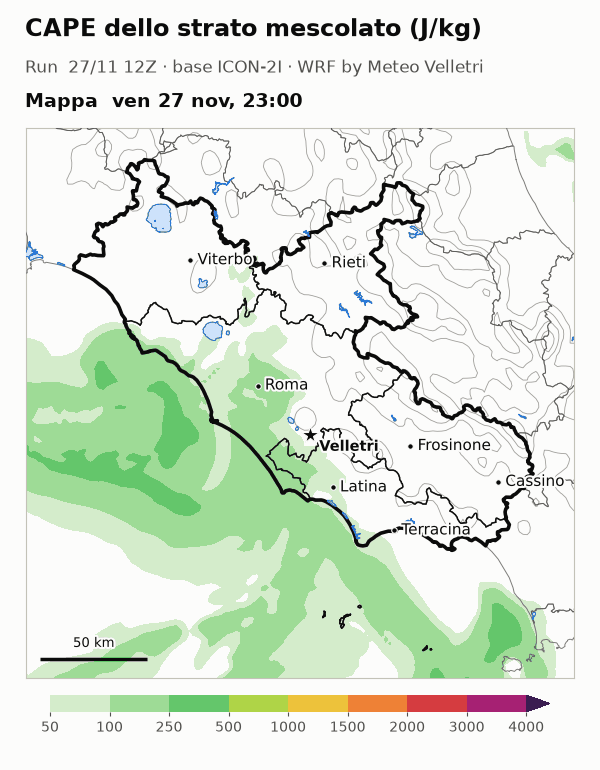 CAPE dello strato mescolato (J/kg)
Run  27/11 12Z · base ICON-2I · WRF by Meteo Velletri
Mappa  ven 27 nov, 23:00
Viterbo
Rieti
Roma
Velletri
Frosinone
Latina
Cassino
Terracina
50 km
50 100 250 500 1000 1500 2000 3000 4000